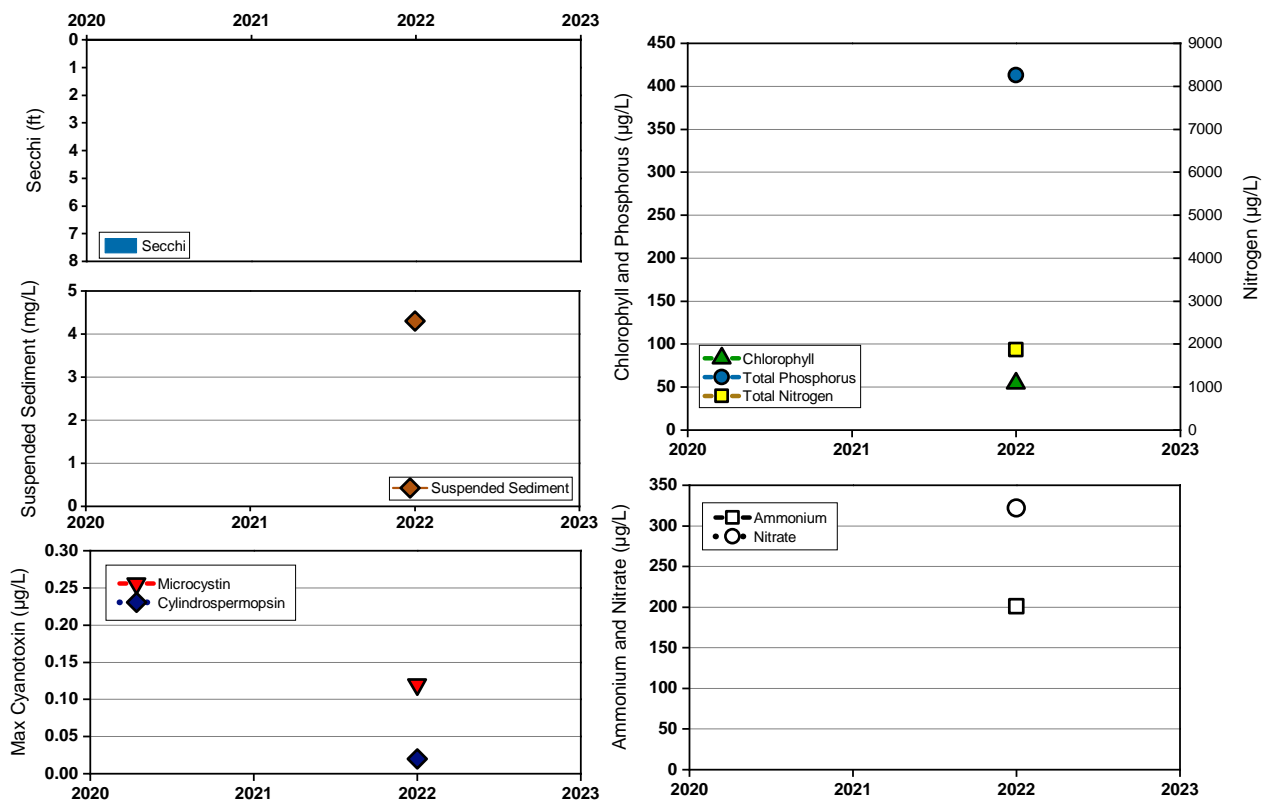 2020 2021 2022 2023
0
1
2
3
4
5
6
7
8
Secchi (ft)
Secchi
5
4
3
2
1
0
Suspended Sediment (mg/L)
Suspended Sediment
2020 2021 2022 2023
0.30
0.25
0.20
0.15
0.10
0.05
0.00
Max Cyanotoxin (µg/L)
Microcystin
Cylindrospermopsin
2020 2021 2022 2023
450
400
350
300
250
200
150
100
50
0
Chlorophyll and Phosphorus (µg/L)
9000
8000
7000
6000
5000
4000
3000
2000
1000
0
Nitrogen (µg/L)
Chlorophyll
Total Phosphorus
Total Nitrogen
2020 2021 2022 2023
350
300
250
200
150
100
50
0
Ammonium and Nitrate (µg/L)
Ammonium
Nitrate
2020 2021 2022 2023